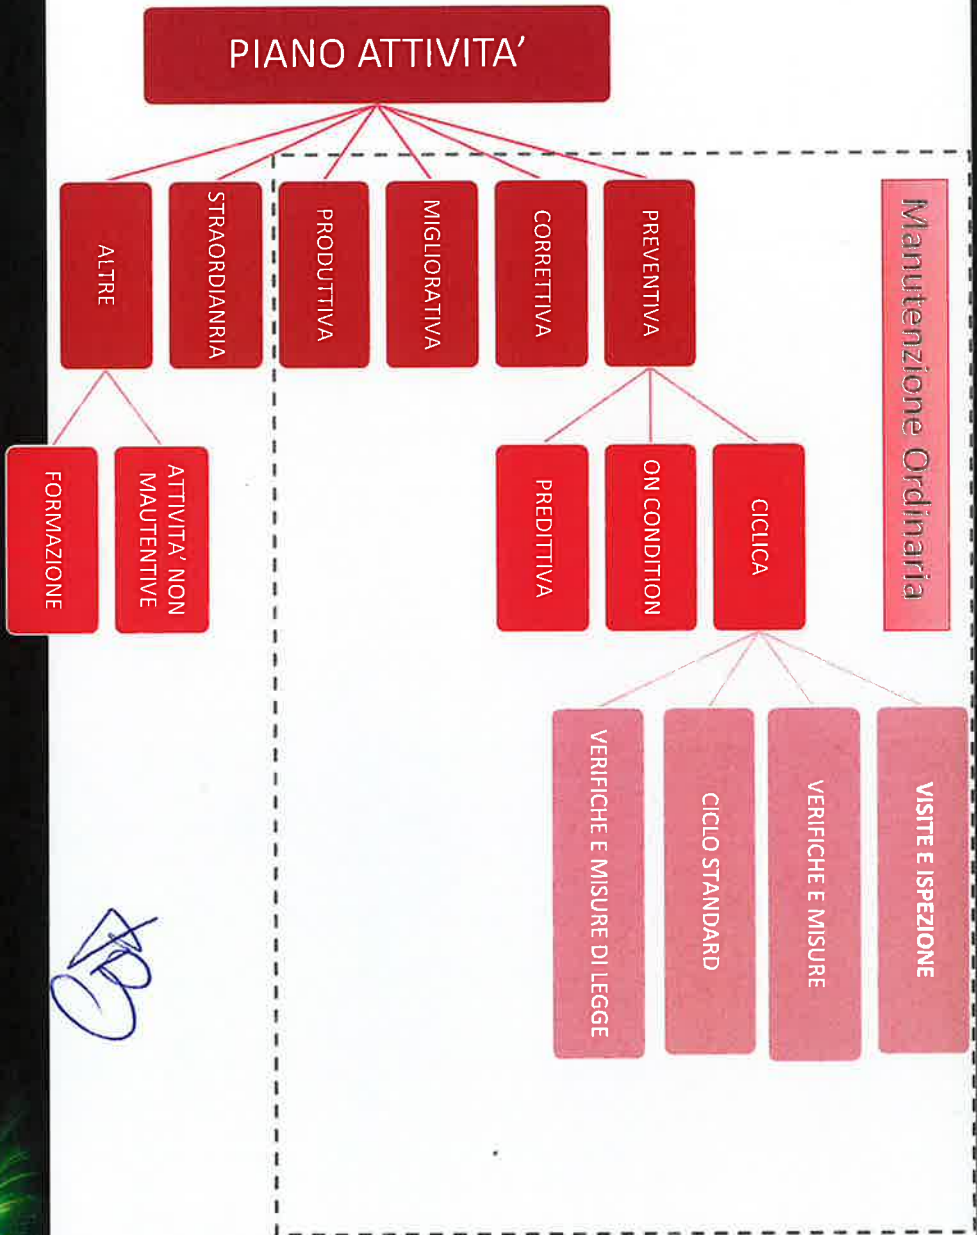 PIANO ATTIVITA'
Manutenzione Ordinaria
PREVENTIVA
CORRETTIVA
MIGLIORATIVA
PRODUTTIVA
STRAORDIANRIA
ALTRE
CICLICA
ON CONDITION
PREDITTIVA
ATTIVITA' NON
MAUTENTIVE
FORMAZIONE
VISITE E ISPEZIONE
VERIFICHE E MISURE
CICLO STANDARD
VERIFICHE E MISURE DI LEGGE